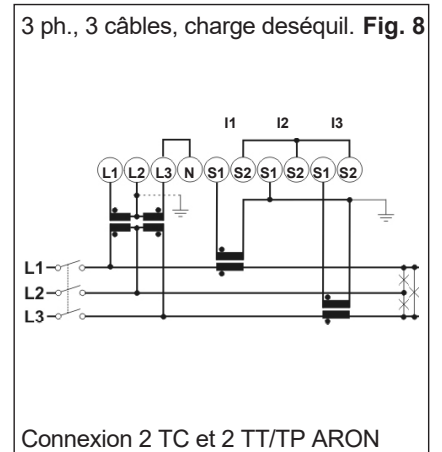 3 ph., 3 câbles, charge deséquil. Fig. 8
I1 I2 I3
L1 L2 L3 N S1 S2 S1 S2 S1 S2
L1
L2
L3
Connexion 2 TC et 2 TT/TP ARON